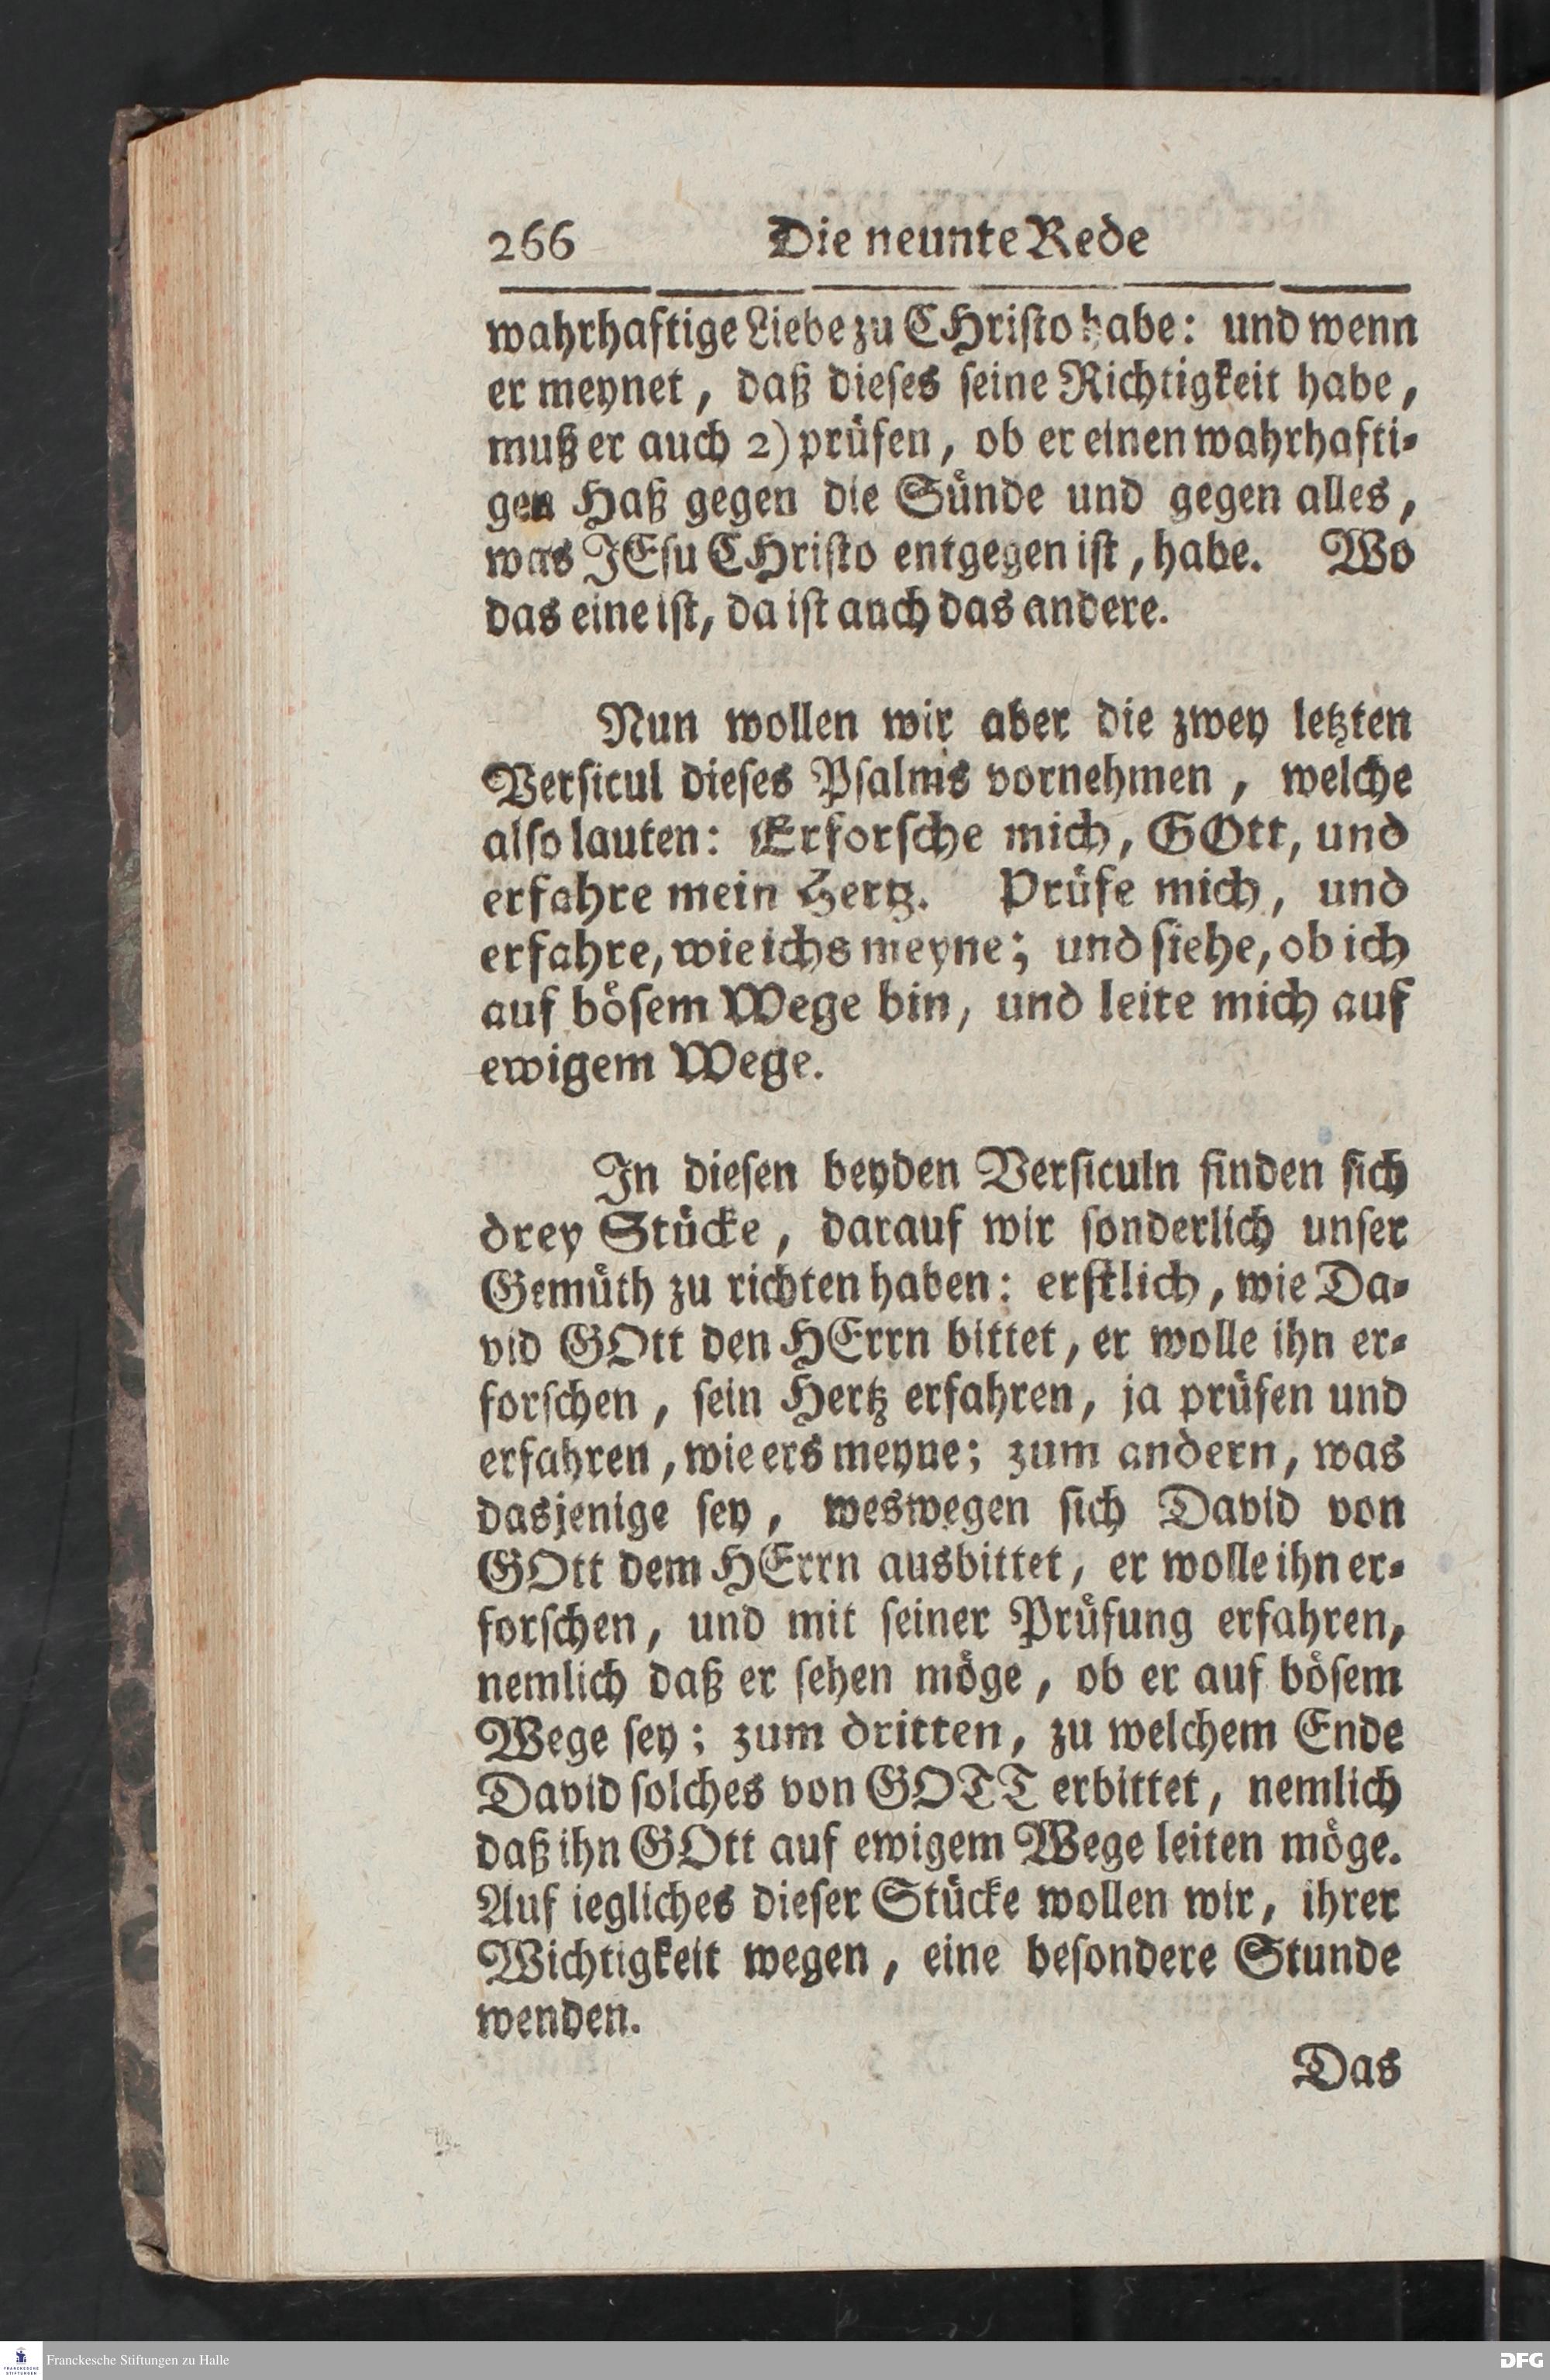 266 Die neunte Rede
wahrhaftige Liebe zu CHristo habe: und wenn
er meynet, daß dieses seine Richtigkeit habe,
muß er auch 2) prüfen, ob er einen wahrhafti-
gen Haß gegen die Sünde und gegen alles,
was JEsu CHristo entgegen ist, habe. Wo
das eine ist, da ist auch das andere.
Nun wollen wir aber die zwey letzten
Versicul dieses Psalms vornehmen, welche
also lauten: Erforsche mich, GOtt, und
erfahre mein Hertz. Prüfe mich, und
erfahre, wie ichs meyne; und siehe, ob ich
auf bösem Wege bin, und leite mich auf
ewigem Wege.
In diesen beyden Versiculn finden sich
drey Stücke, darauf wir sonderlich unser
Gemüth zu richten haben: erstlich, wie Da-
vid GOtt den HErrn bittet, er wolle ihn er-
forschen, sein Hertz erfahren, ja prüfen und
erfahren, wie ers meyne; zum andern, was
dasjenige sey, weswegen sich David von
GOtt dem HErrn ausbittet, er wolle ihn er-
forschen, und mit seiner Prüfung erfahren,
nemlich daß er sehen möge, ob er auf bösem
Wege sey; zum dritten, zu welchem Ende
David solches von GOTT erbittet, nemlich
daß ihn GOtt auf ewigem Wege leiten möge.
Auf iegliches dieser Stücke wollen wir, ihrer
Wichtigkeit wegen, eine besondere Stunde
wenden.
Das
FRANCKESCHE
STIFTUNGEN
Franckesche Stiftungen zu Halle
DFG